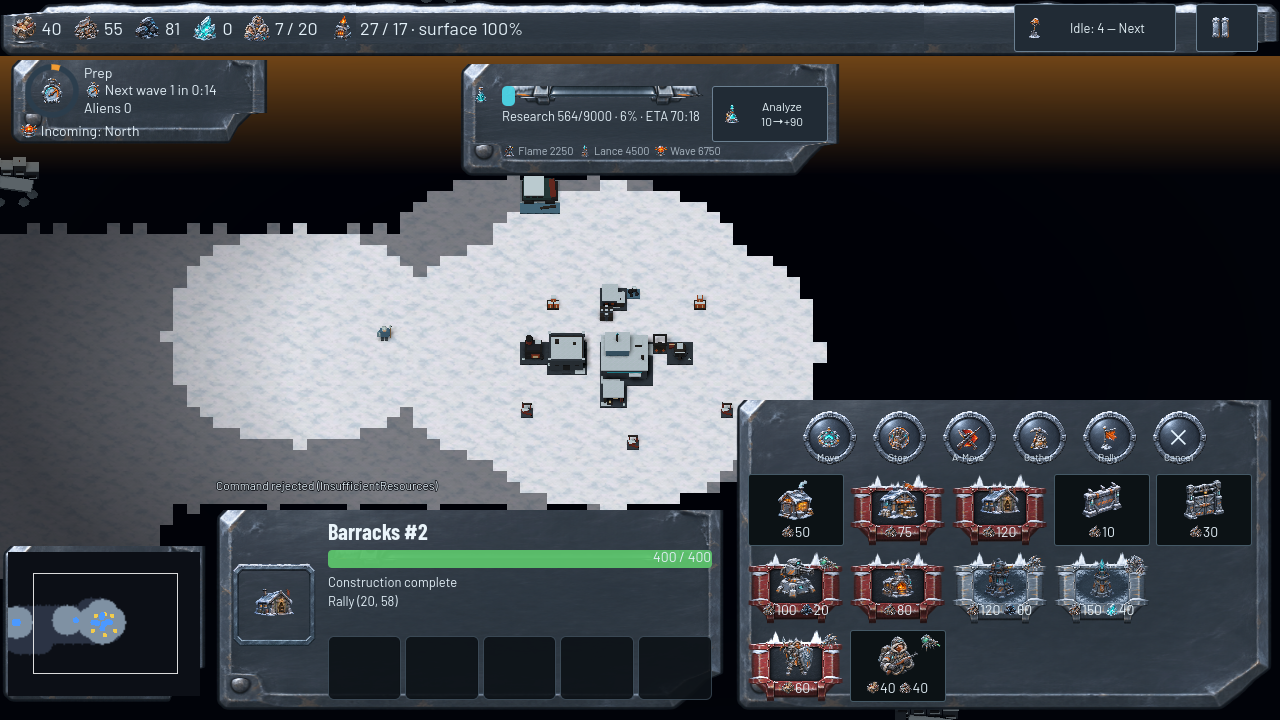 40 55 81 0 7 / 20 27 / 17 · surface 100%
Idle: 4 — Next
Prep
Next wave 1 in 0:14
Aliens 0
Incoming: North
Research 564/9000 · 6% · ETA 70:18
Flame 2250 Lance 4500 Wave 6750
Analyze
10→+90
Command rejected (InsufficientResources)
Barracks #2
400 / 400
Construction complete
Rally (20, 58)
Move Stop A-Move Gather Rally Cancel
50 75 120 10 30
100 20 80 120 60 150 40
60 40 40